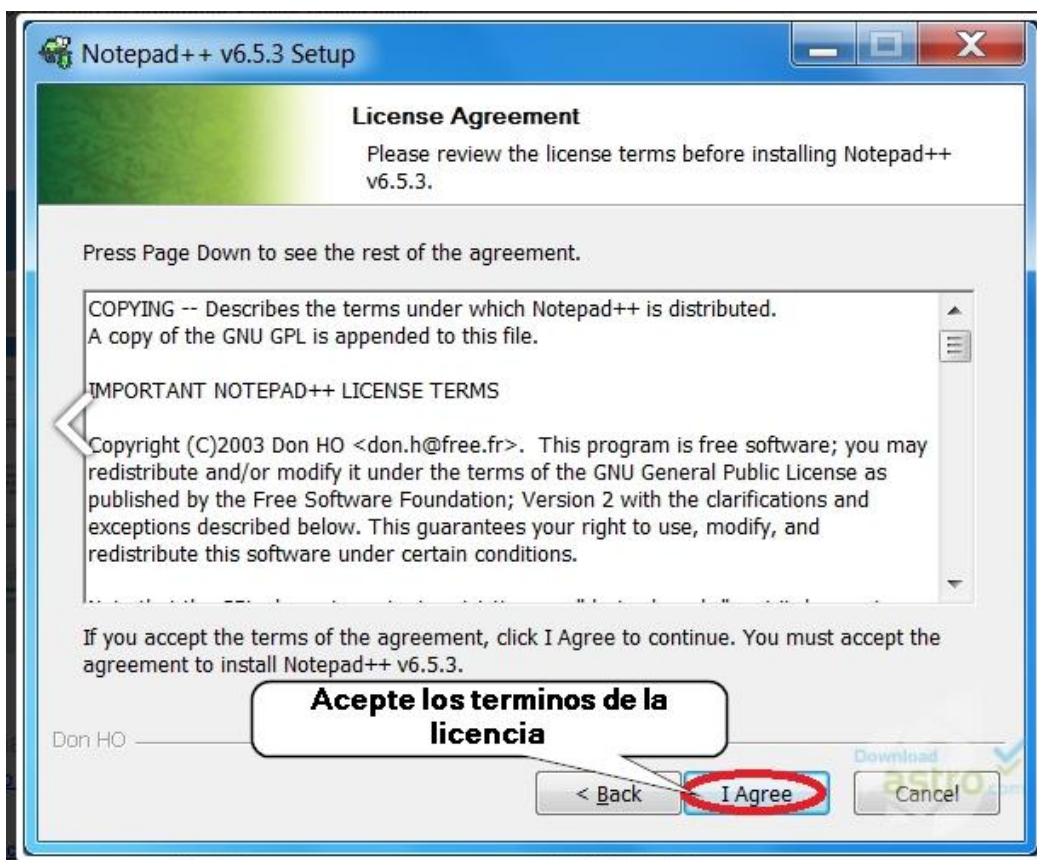 Notepad++ v6.5.3 Setup
License Agreement
Please review the license terms before installing Notepad++
v6.5.3.
Press Page Down to see the rest of the agreement.
COPYING -- Describes the terms under which Notepad++ is distributed.
A copy of the GNU GPL is appended to this file.
IMPORTANT NOTEPAD++ LICENSE TERMS
Copyright (C)2003 Don HO <don.h@free.fr>.  This program is free software; you may
redistribute and/or modify it under the terms of the GNU General Public License as
published by the Free Software Foundation; Version 2 with the clarifications and
exceptions described below. This guarantees your right to use, modify, and
redistribute this software under certain conditions.
If you accept the terms of the agreement, click I Agree to continue. You must accept the
agreement to install Notepad++ v6.5.3.
Acepte los terminos de la
licencia
Don HO
Download
astro.com
< Back
I Agree
Cancel